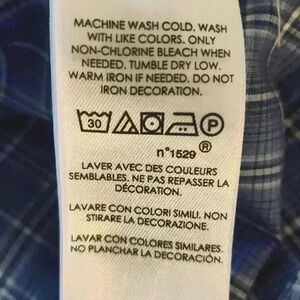 MACHINE WASH COLD. WASH
WITH LIKE COLORS. ONLY
NON-CHLORINE BLEACH WHEN
NEEDED. TUMBLE DRY LOW.
WARM IRON IF NEEDED. DO NOT
IRON DECORATION.
30 P
n°1529 ®
LAVER AVEC DES COULEURS
SEMBLABLES. NE PAS REPASSER LA
DÉCORATION.
LAVARE CON COLORI SIMILI. NON
STIRARE LA DECORAZIONE.
LAVAR CON COLORES SIMILARES.
NO PLANCHAR LA DECORACIÓN.